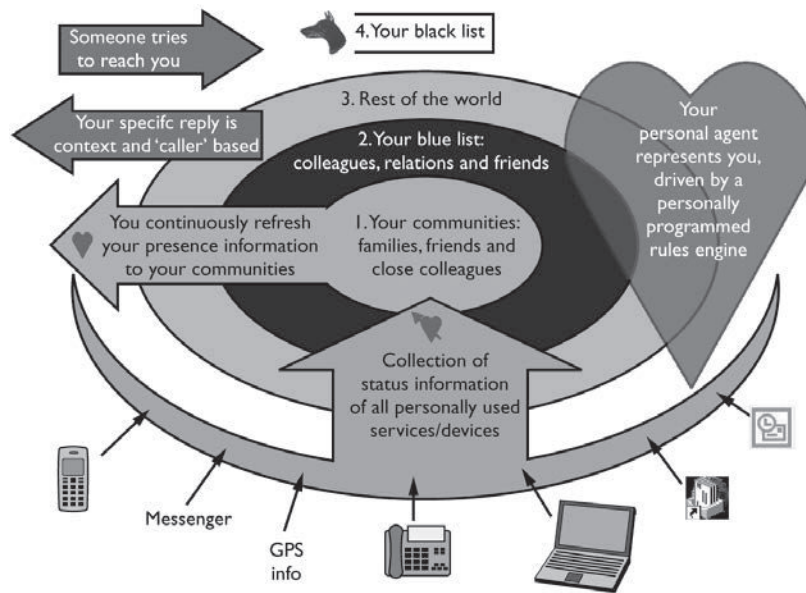 Someone tries
to reach you
4. Your black list
3. Rest of the world
Your specifc reply is
context and ‘caller’ based
2. Your blue list:
colleagues, relations and friends
Your
personal agent
represents you,
driven by a
personally
programmed
rules engine
You continuously refresh
your presence information
to your communities
1. Your communities:
families, friends and
close colleagues
Collection of
status information
of all personally used
services/devices
Messenger
GPS
info